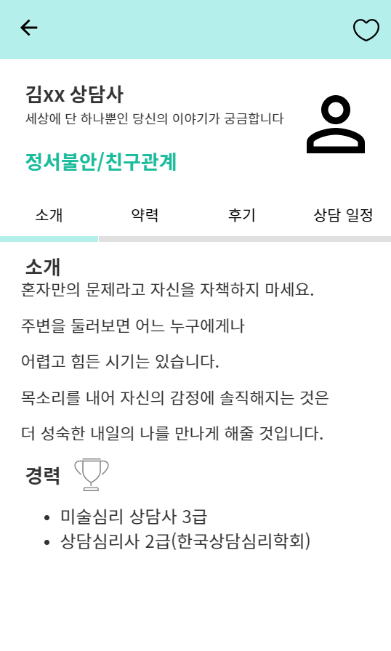 김xx 상담사
세상에 단 하나뿐인 당신의 이야기가 궁금합니다
정서불안/친구관계
소개 약력 후기 상담 일정
소개
혼자만의 문제라고 자신을 자책하지 마세요.
주변을 둘러보면 어느 누구에게나
어렵고 힘든 시기는 있습니다.
목소리를 내어 자신의 감정에 솔직해지는 것은
더 성숙한 내일의 나를 만나게 해줄 것입니다.
경력
• 미술심리 상담사 3급
• 상담심리사 2급(한국상담심리학회)